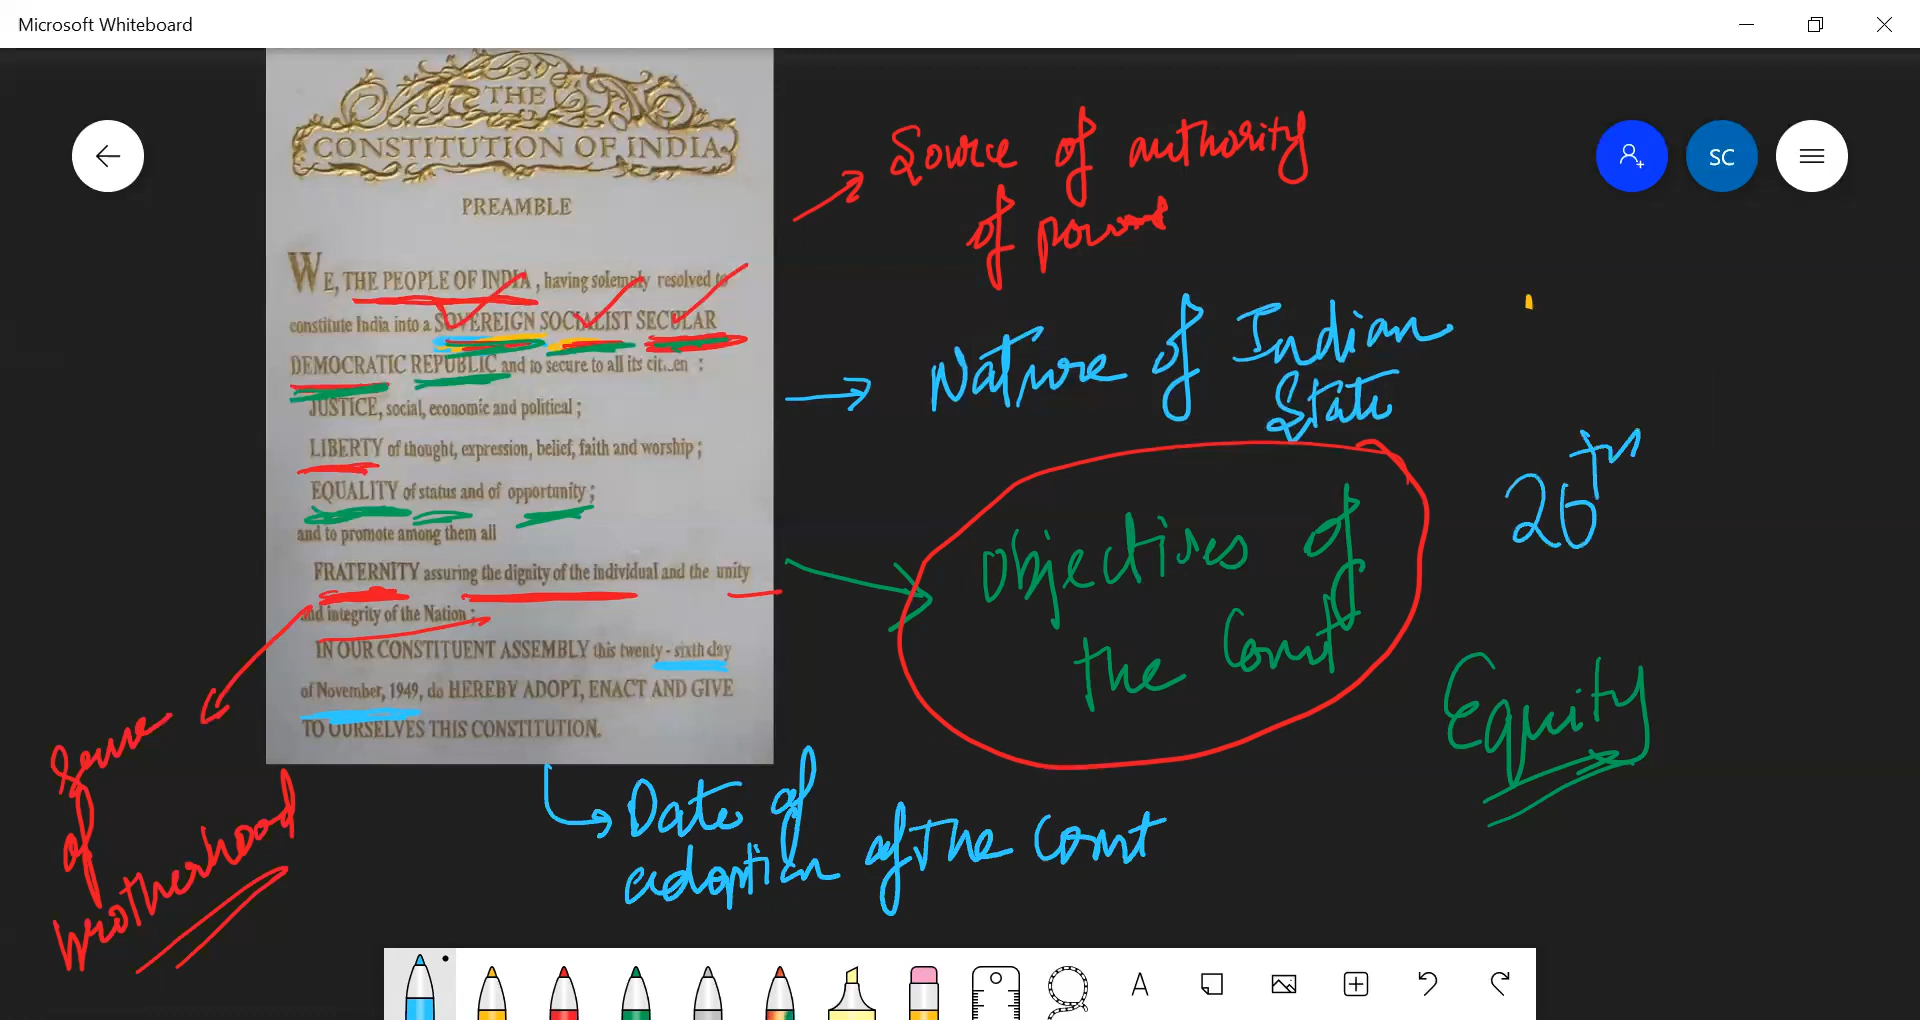 Microsoft Whiteboard
THE
CONSTITUTION OF INDIA
PREAMBLE
WE, THE PEOPLE OF INDIA, having solemnly resolved to
constitute India into a SOVEREIGN SOCIALIST SECULAR
DEMOCRATIC REPUBLIC and to secure to all its citizen :
JUSTICE, social, economic and political ;
LIBERTY of thought, expression, belief, faith and worship ;
EQUALITY of status and of opportunity ;
and to promote among them all
FRATERNITY assuring the dignity of the individual and the unity
and integrity of the Nation ;
IN OUR CONSTITUENT ASSEMBLY this twenty - sixth day
of November, 1949, do HEREBY ADOPT, ENACT AND GIVE
TO OURSELVES THIS CONSTITUTION.
Source of authority
of
Nature of Indian
State
Objectives of
the Const
26th
Equity
Date of
adoption of the Const
Sense
of
brotherhood
SC
A